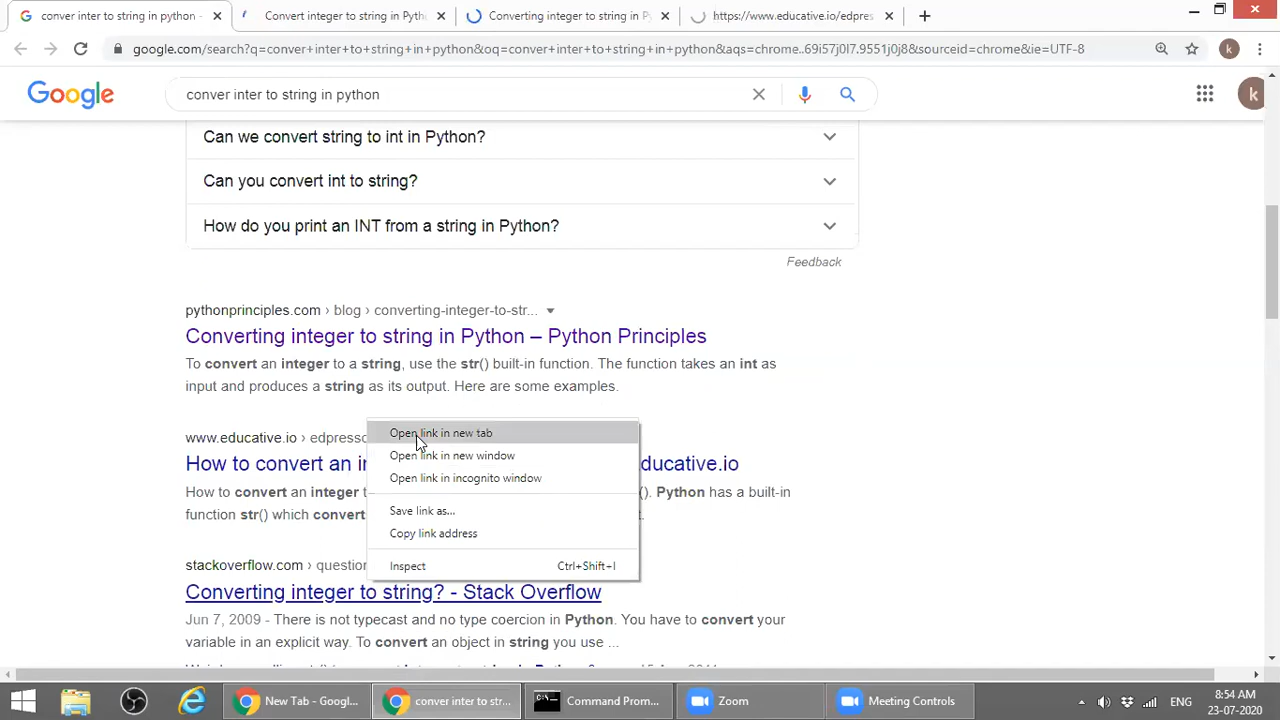 conver inter to string in python -
Convert integer to string in Pyth
Converting integer to string in P
https://www.educative.io/edpres
google.com/search?q=conver+inter+to+string+in+python&oq=conver+inter+to+string+in+python&aqs=chrome..69i57j0l7.9551j0j8&sourceid=chrome&ie=UTF-8
k
Google
conver inter to string in python
k
Can we convert string to int in Python?
Can you convert int to string?
How do you print an INT from a string in Python?
Feedback
pythonprinciples.com › blog › converting-integer-to-str...
Converting integer to string in Python – Python Principles
To convert an integer to a string, use the str() built-in function. The function takes an int as
input and produces a string as its output. Here are some examples.
www.educative.io › edpresso
How to convert an in ducative.io
How to convert an integer t (). Python has a built-in
function str() which convert t.
Open link in new tab
Open link in new window
Open link in incognito window
Save link as...
Copy link address
Inspect Ctrl+Shift+I
stackoverflow.com › question
Converting integer to string? - Stack Overflow
Jun 7, 2009 - There is not typecast and no type coercion in Python. You have to convert your
variable in an explicit way. To convert an object in string you use ...
New Tab - Googl...
conver inter to str...
Command Prom...
Zoom
Meeting Controls
ENG
8:54 AM
23-07-2020